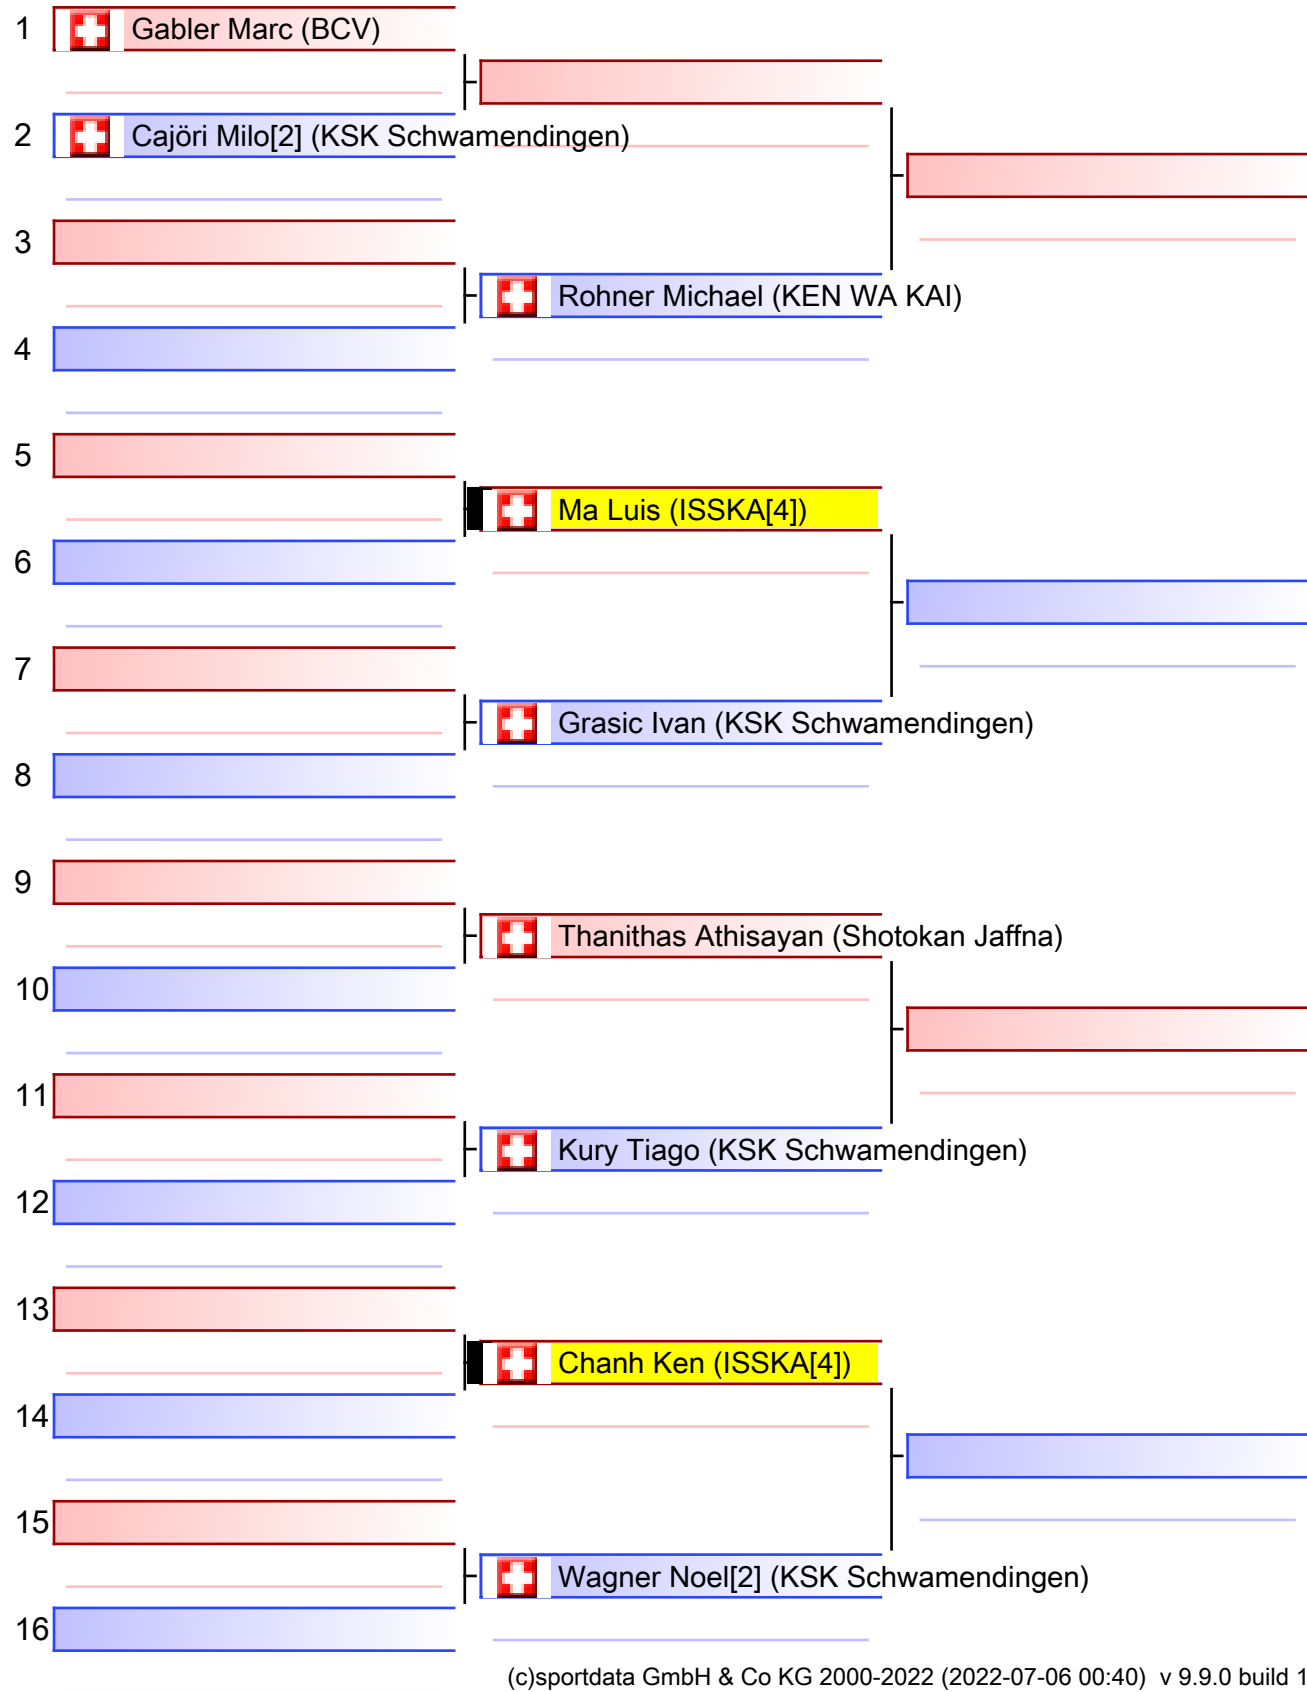 1 Gabler Marc (BCV)
2 Cajöri Milo[2] (KSK Schwamendingen)
3
Rohner Michael (KEN WA KAI)
4
5
Ma Luis (ISSKA[4])
6
7
Grasic Ivan (KSK Schwamendingen)
8
9
Thanithas Athisayan (Shotokan Jaffna)
10
11
Kury Tiago (KSK Schwamendingen)
12
13
Chanh Ken (ISSKA[4])
14
15
Wagner Noel[2] (KSK Schwamendingen)
16
(c)sportdata GmbH & Co KG 2000-2022 (2022-07-06 00:40) v 9.9.0 build 1